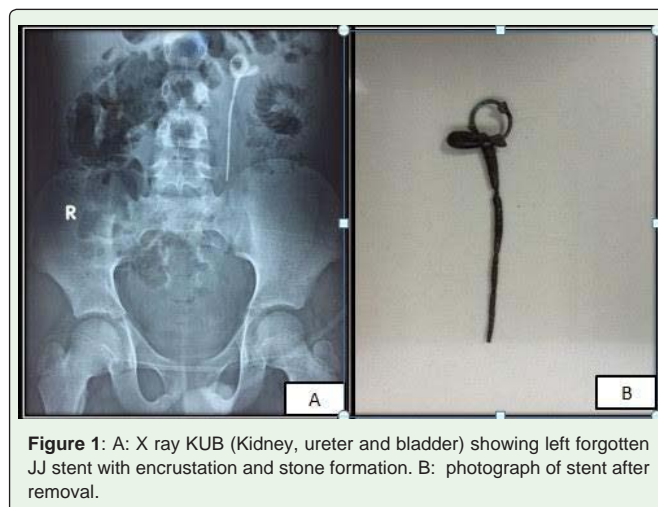 R
A
B
Figure 1: A: X ray KUB (Kidney, ureter and bladder) showing left forgotten
JJ stent with encrustation and stone formation. B: photograph of stent after
removal.